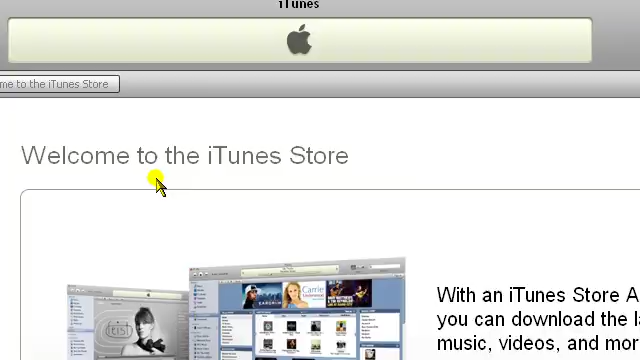 iTunes
me to the iTunes Store
Welcome to the iTunes Store
With an iTunes Store A
you can download the la
music, videos, and mor
Carrie